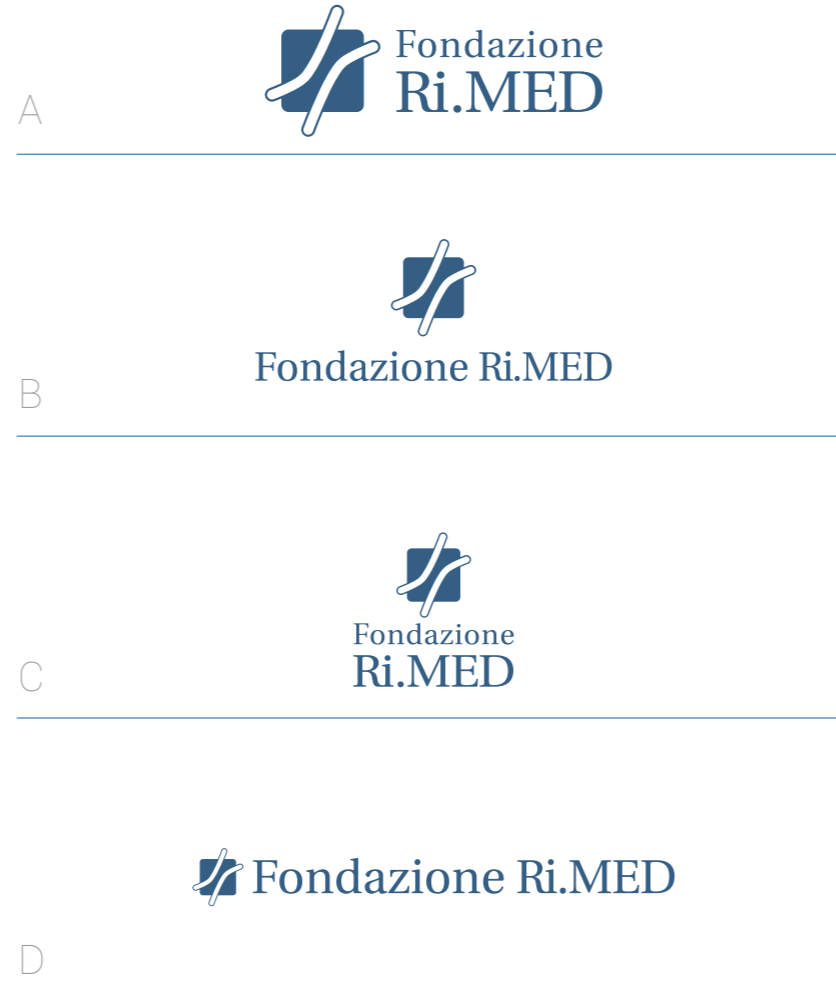 Fondazione
Ri.MED
A
Fondazione Ri.MED
B
Fondazione
Ri.MED
C
Fondazione Ri.MED
D